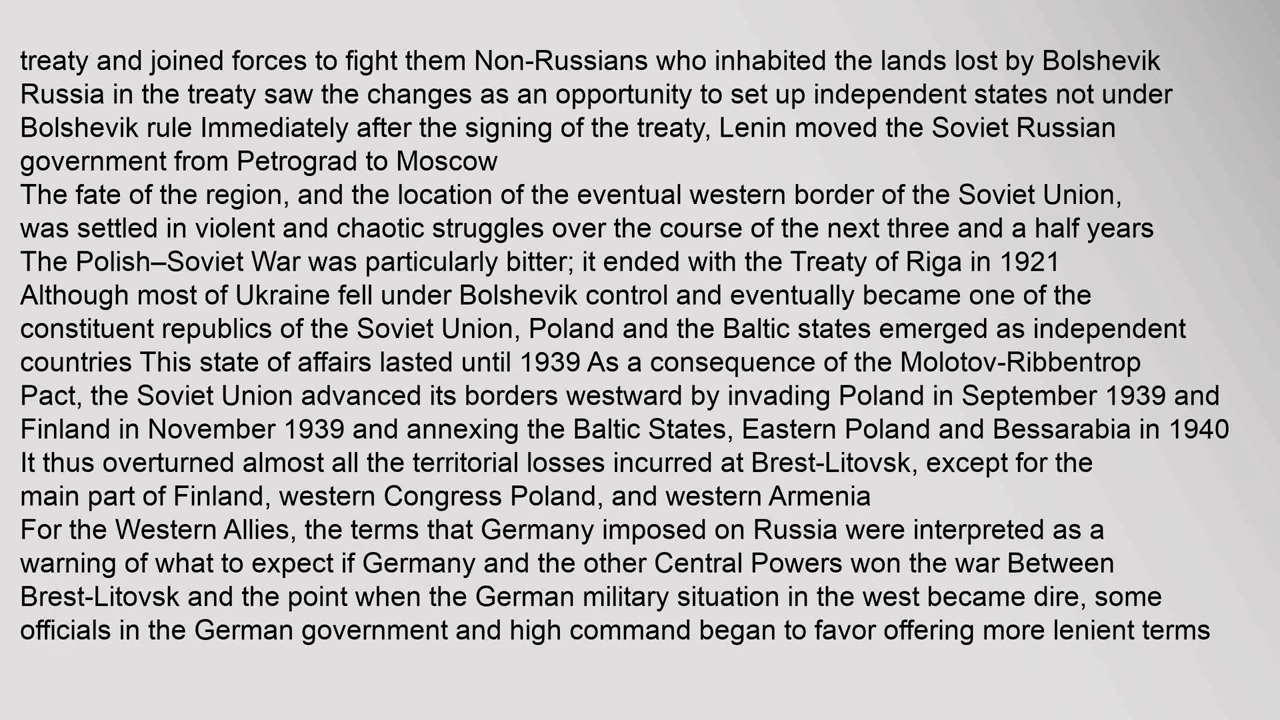 treaty and joined forces to fight them Non-Russians who inhabited the lands lost by Bolshevik
Russia in the treaty saw the changes as an opportunity to set up independent states not under
Bolshevik rule Immediately after the signing of the treaty, Lenin moved the Soviet Russian
government from Petrograd to Moscow
The fate of the region, and the location of the eventual western border of the Soviet Union,
was settled in violent and chaotic struggles over the course of the next three and a half years
The Polish–Soviet War was particularly bitter; it ended with the Treaty of Riga in 1921
Although most of Ukraine fell under Bolshevik control and eventually became one of the
constituent republics of the Soviet Union, Poland and the Baltic states emerged as independent
countries This state of affairs lasted until 1939 As a consequence of the Molotov-Ribbentrop
Pact, the Soviet Union advanced its borders westward by invading Poland in September 1939 and
Finland in November 1939 and annexing the Baltic States, Eastern Poland and Bessarabia in 1940
It thus overturned almost all the territorial losses incurred at Brest-Litovsk, except for the
main part of Finland, western Congress Poland, and western Armenia
For the Western Allies, the terms that Germany imposed on Russia were interpreted as a
warning of what to expect if Germany and the other Central Powers won the war Between
Brest-Litovsk and the point when the German military situation in the west became dire, some
officials in the German government and high command began to favor offering more lenient terms